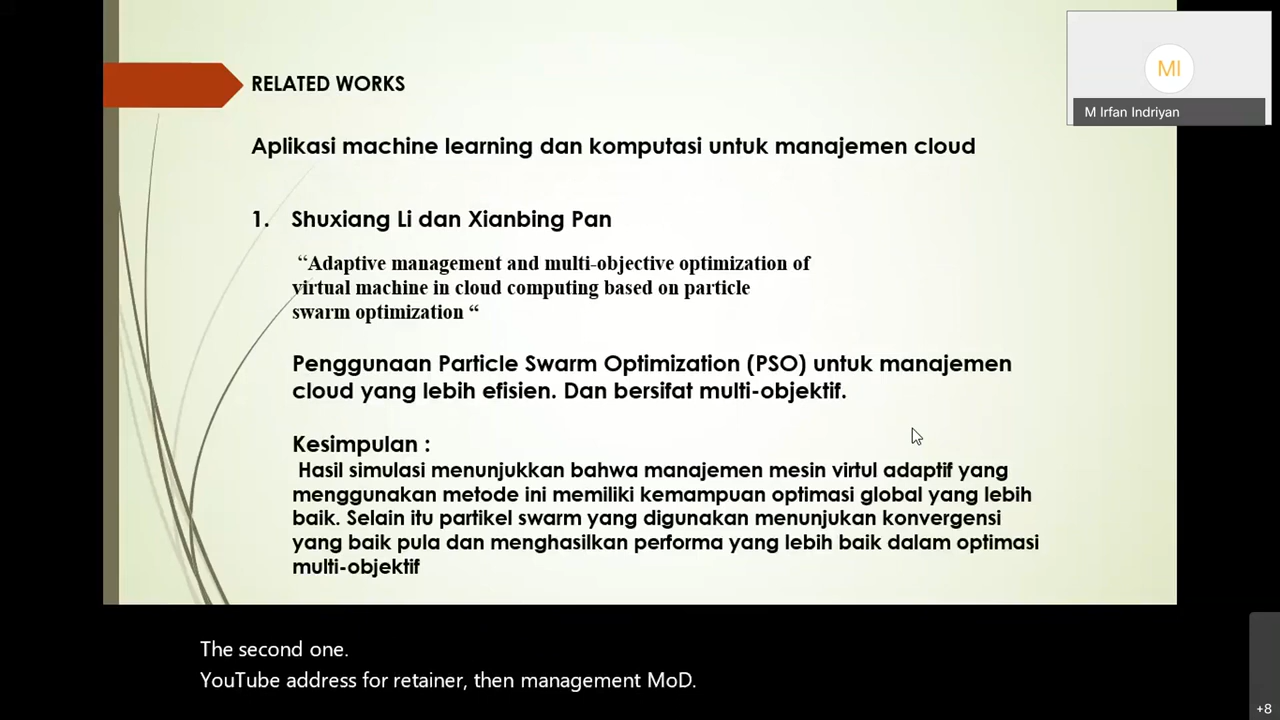 RELATED WORKS
MI
M Irfan Indriyan
Aplikasi machine learning dan komputasi untuk manajemen cloud
1. Shuxiang Li dan Xianbing Pan
“Adaptive management and multi-objective optimization of
virtual machine in cloud computing based on particle
swarm optimization “
Penggunaan Particle Swarm Optimization (PSO) untuk manajemen
cloud yang lebih efisien. Dan bersifat multi-objektif.
Kesimpulan :
Hasil simulasi menunjukkan bahwa manajemen mesin virtul adaptif yang
menggunakan metode ini memiliki kemampuan optimasi global yang lebih
baik. Selain itu partikel swarm yang digunakan menunjukan konvergensi
yang baik pula dan menghasilkan performa yang lebih baik dalam optimasi
multi-objektif
The second one.
YouTube address for retainer, then management MoD.
+8